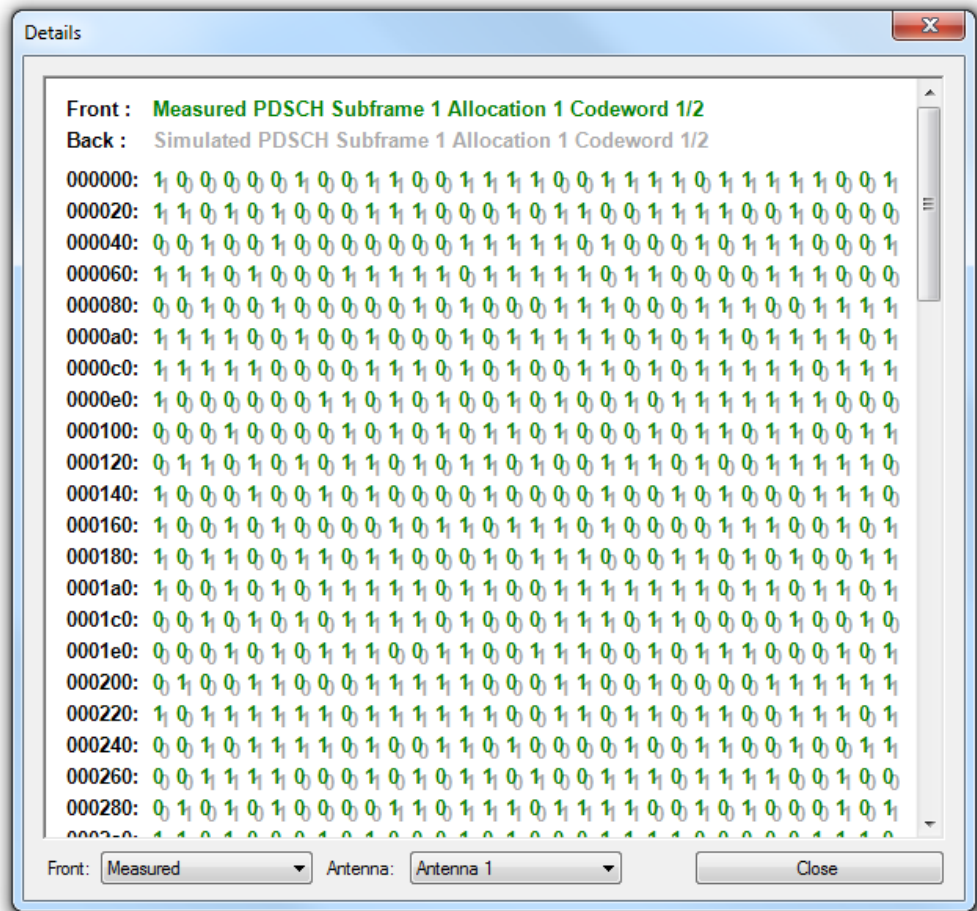 Details
Front : Measured PDSCH Subframe 1 Allocation 1 Codeword 1/2
Back : Simulated PDSCH Subframe 1 Allocation 1 Codeword 1/2
000000: 1 0 0 0 0 0 1 0 0 1 1 0 0 1 1 1 1 0 0 1 1 1 1 0 1 1 1 1 1 0 0 1
000020: 1 1 0 1 0 1 0 0 1 1 1 0 0 0 1 0 1 1 0 0 1 1 1 1 0 0 1 0 0 0 0 0
000040: 0 0 1 0 0 1 0 0 0 0 0 0 0 1 1 1 1 1 0 1 0 0 0 1 0 1 1 1 0 0 0 1
000060: 1 1 1 0 1 0 0 0 1 1 1 1 1 0 1 1 1 1 1 0 1 1 0 0 0 0 1 1 1 0 0 0
000080: 0 0 1 0 0 1 0 0 0 0 0 1 0 1 0 0 0 1 1 1 0 0 0 1 1 1 0 0 1 1 1 1
0000a0: 1 1 1 1 0 0 1 0 0 1 0 0 0 1 0 1 1 1 1 1 0 1 0 1 1 0 1 1 1 1 0 1
0000c0: 1 1 1 1 1 0 0 0 0 1 1 1 0 1 0 1 0 0 1 1 0 1 0 1 1 1 1 1 0 1 1 1
0000e0: 1 0 0 0 0 0 0 1 1 0 1 0 1 0 0 1 0 1 0 0 1 0 1 1 1 1 1 1 1 0 0 0
000100: 0 0 0 1 0 0 0 0 1 0 1 0 1 0 1 1 0 1 1 0 0 0 1 0 1 1 0 1 0 0 1 1
000120: 0 1 1 0 1 0 1 0 1 1 0 1 0 1 1 0 1 0 0 1 1 1 0 1 0 0 1 1 1 1 1 0
000140: 1 0 0 0 1 0 0 1 0 1 0 0 0 0 1 0 0 0 0 1 0 0 1 0 1 0 0 0 1 1 1 0
000160: 1 0 0 1 0 1 0 0 0 0 1 0 1 1 0 1 1 1 0 1 0 0 0 0 1 1 1 0 0 1 0 1
000180: 1 0 1 1 0 0 1 1 0 1 1 0 0 0 1 0 1 1 1 0 0 0 1 1 0 1 0 1 0 0 1 1
0001a0: 1 0 0 1 0 1 0 1 1 1 1 0 1 1 0 0 1 1 1 1 1 1 1 1 0 1 1 0 1 1 0 1
0001c0: 0 0 1 0 1 0 1 0 1 1 0 1 0 1 0 0 0 1 1 1 0 1 1 0 0 0 0 1 0 0 1 0
0001e0: 0 0 0 1 0 1 0 1 1 1 0 0 1 1 1 0 0 1 1 0 0 1 0 1 1 1 0 0 0 1 0 1
000200: 0 1 0 0 1 1 0 0 0 1 1 1 1 1 0 0 0 1 1 0 0 1 0 0 0 0 1 1 1 1 1 1
000220: 1 0 1 1 1 1 1 1 0 1 1 1 1 1 1 0 0 1 1 0 1 1 0 1 1 0 0 1 1 1 0 1
000240: 0 0 1 0 1 1 1 1 0 1 0 0 1 1 0 1 0 0 0 0 1 0 0 1 1 0 0 1 0 0 1 1
000260: 0 0 1 1 1 1 0 0 0 1 0 1 0 1 1 0 1 0 0 1 1 1 0 1 1 1 1 0 0 1 0 0
000280: 0 1 0 1 0 1 0 0 0 0 1 1 0 1 1 1 0 1 1 1 1 0 0 1 0 1 0 0 0 1 0 1
Front: Measured Antenna: Antenna 1 Close